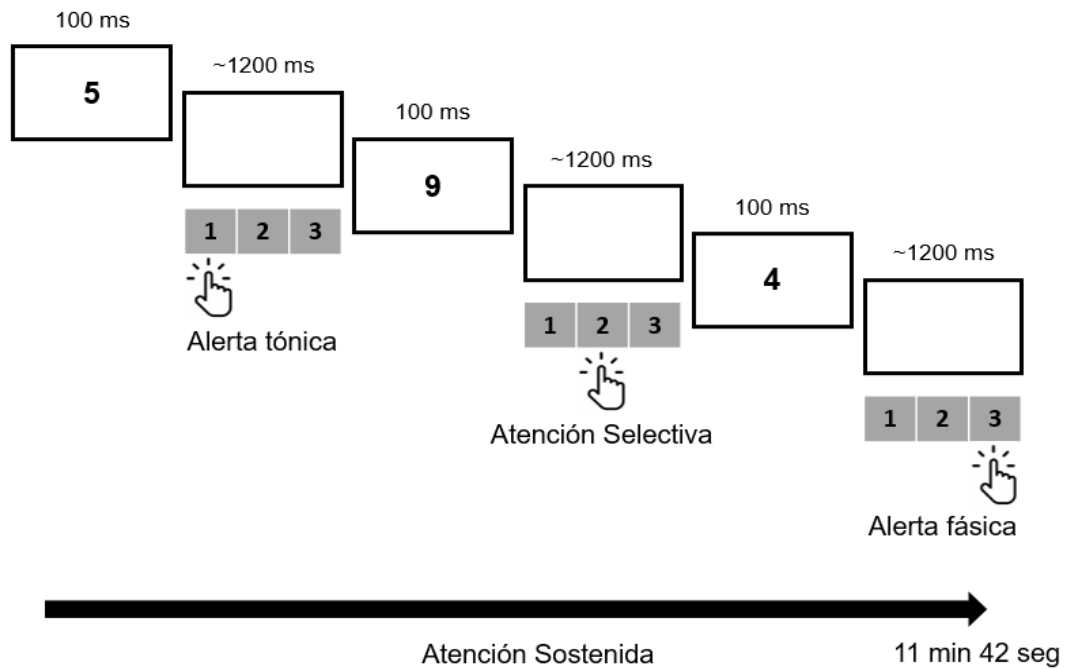 100 ms
5
~1200 ms
1 2 3
Alerta tónica
100 ms
9
~1200 ms
1 2 3
Atención Selectiva
100 ms
4
~1200 ms
1 2 3
Alerta fásica
Atención Sostenida
11 min 42 seg